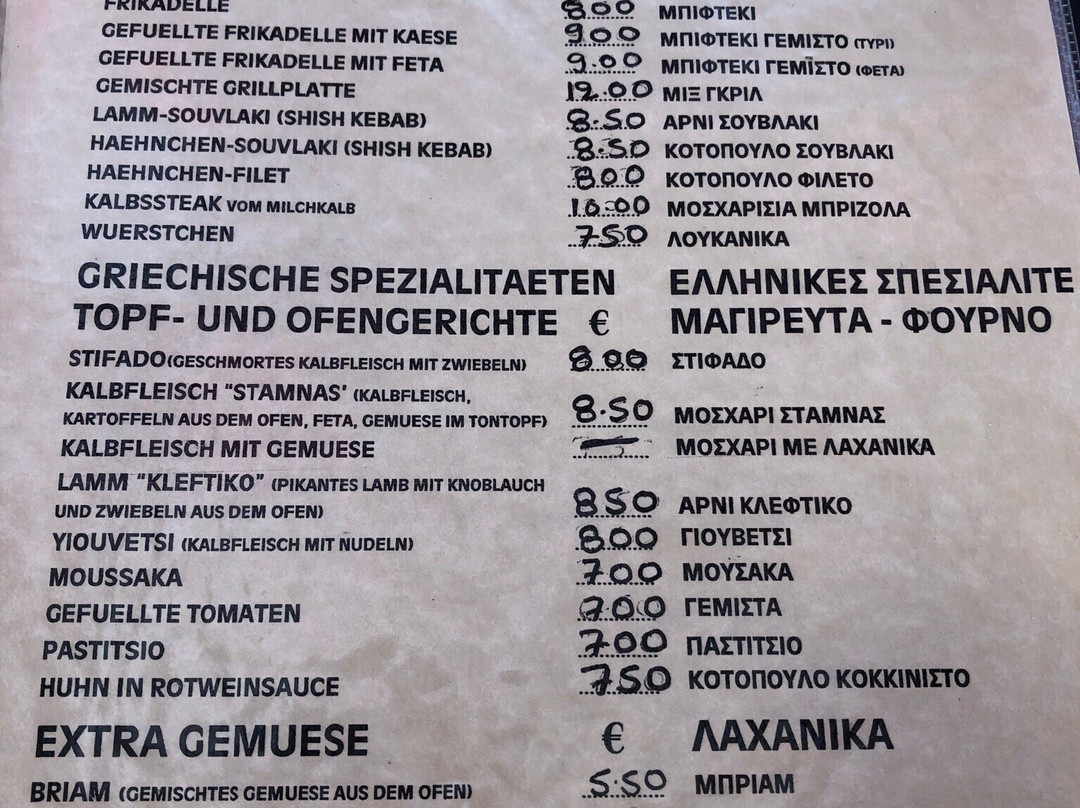 FRIKADELLE 8.00 ΜΠΙΦΤΕΚΙ
GEFUELLTE FRIKADELLE MIT KAESE 9.00 ΜΠΙΦΤΕΚΙ ΓΕΜΙΣΤΟ (ΤΥΡΙ)
GEFUELLTE FRIKADELLE MIT FETA 9.00 ΜΠΙΦΤΕΚΙ ΓΕΜΙΣΤΟ (ΦΕΤΑ)
GEMISCHTE GRILLPLATTE 12.00 ΜΙΞ ΓΚΡΙΛ
LAMM-SOUVLAKI (SHISH KEBAB) 8.50 ΑΡΝΙ ΣΟΥΒΛΑΚΙ
HAEHNCHEN-SOUVLAKI (SHISH KEBAB) 8.50 ΚΟΤΟΠΟΥΛΟ ΣΟΥΒΛΑΚΙ
HAEHNCHEN-FILET 8.00 ΚΟΤΟΠΟΥΛΟ ΦΙΛΕΤΟ
KALBSSTEAK VOM MILCHKALB 10.00 ΜΟΣΧΑΡΙΣΙΑ ΜΠΡΙΖΟΛΑ
WUERSTCHEN 7.50 ΛΟΥΚΑΝΙΚΑ
GRIECHISCHE SPEZIALITAETEN ΕΛΛΗΝΙΚΕΣ ΣΠΕΣΙΑΛΙΤΕ
TOPF- UND OFENGERICHTE € ΜΑΓΙΡΕΥΤΑ - ΦΟΥΡΝΟ
STIFADO (GESCHMORTES KALBFLEISCH MIT ZWIEBELN) 8.00 ΣΤΙΦΑΔΟ
KALBFLEISCH "STAMNAS" (KALBFLEISCH,
KARTOFFELN AUS DEM OFEN, FETA, GEMUESE IM TONTOPF) 8.50 ΜΟΣΧΑΡΙ ΣΤΑΜΝΑΣ
KALBFLEISCH MIT GEMUESE — ΜΟΣΧΑΡΙ ΜΕ ΛΑΧΑΝΙΚΑ
LAMM "KLEFTIKO" (PIKANTES LAMB MIT KNOBLAUCH
UND ZWIEBELN AUS DEM OFEN) 8.50 ΑΡΝΙ ΚΛΕΦΤΙΚΟ
YIOUVETSI (KALBFLEISCH MIT NUDELN) 8.00 ΓΙΟΥΒΕΤΣΙ
MOUSSAKA 7.00 ΜΟΥΣΑΚΑ
GEFUELLTE TOMATEN 7.00 ΓΕΜΙΣΤΑ
PASTITSIO 7.00 ΠΑΣΤΙΤΣΙΟ
HUHN IN ROTWEINSAUCE 7.50 ΚΟΤΟΠΟΥΛΟ ΚΟΚΚΙΝΙΣΤΟ
EXTRA GEMUESE € ΛΑΧΑΝΙΚΑ
BRIAM (GEMISCHTES GEMUESE AUS DEM OFEN) 5.50 ΜΠΡΙΑΜ